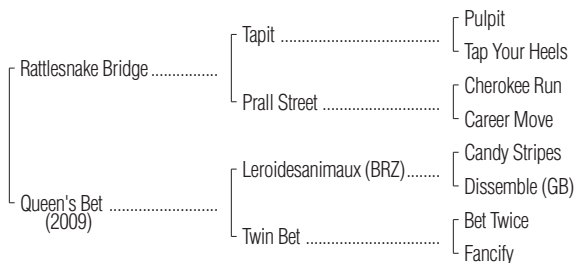 Pulpit
Tapit ........................................
Tap Your Heels
Rattlesnake Bridge ................
Cherokee Run
Prall Street ................................
Career Move
Candy Stripes
Leroidesanimaux (BRZ) ........
Dissemble (GB)
Queen's Bet ..........................
(2009)
Bet Twice
Twin Bet ..................................
Fancify